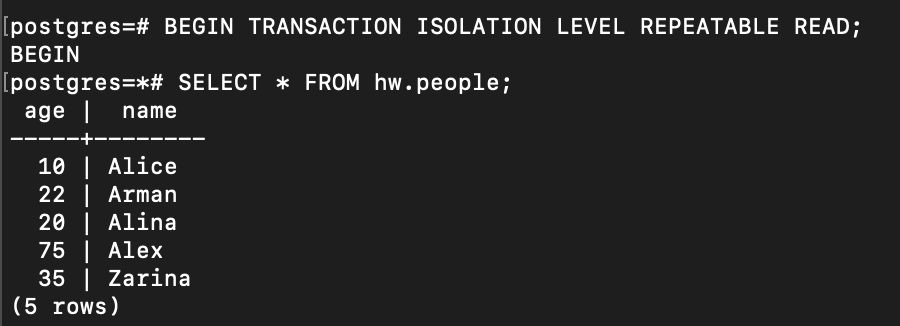 [postgres=# BEGIN TRANSACTION ISOLATION LEVEL REPEATABLE READ;
BEGIN
[postgres=*# SELECT * FROM hw.people;
 age |  name
-----+--------
  10 | Alice
  22 | Arman
  20 | Alina
  75 | Alex
  35 | Zarina
(5 rows)